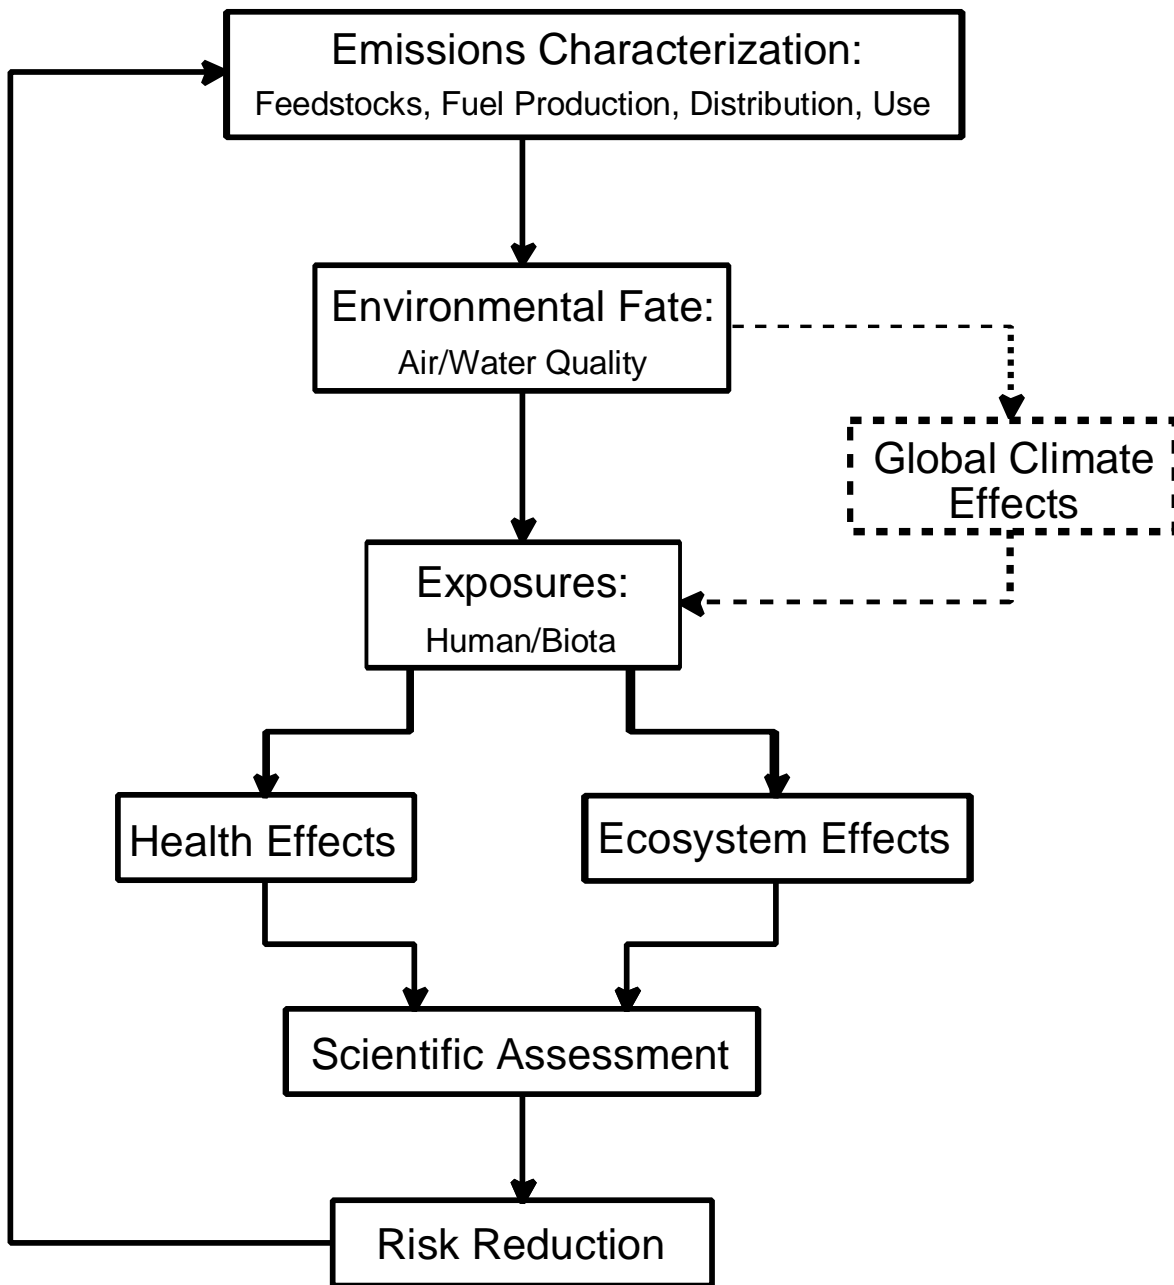 Emissions Characterization:
Feedstocks, Fuel Production, Distribution, Use
Environmental Fate:
Air/Water Quality
Global Climate
Effects
Exposures:
Human/Biota
Health Effects
Ecosystem Effects
Scientific Assessment
Risk Reduction